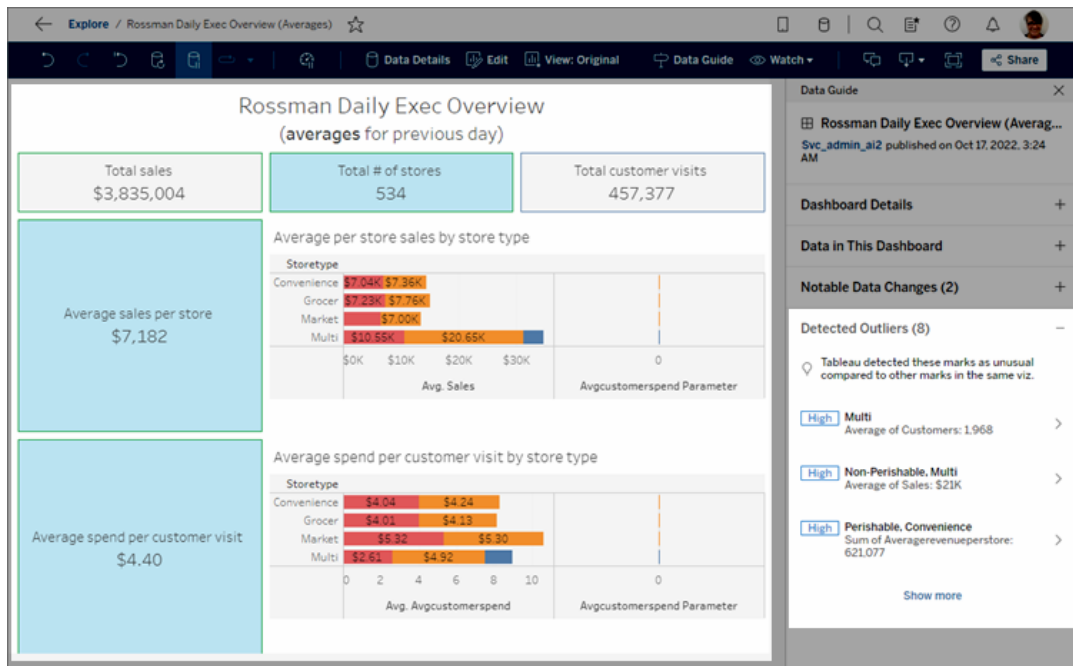 Explore / Rossman Daily Exec Overview (Averages)
Data Details Edit View: Original Data Guide Watch Share
Rossman Daily Exec Overview
(averages for previous day)
Total sales
$3,835,004
Total # of stores
534
Total customer visits
457,377
Average sales per store
$7,182
Average per store sales by store type
Storetype
Convenience $7.04K $7.36K
Grocer $7.23K $7.76K
Market $7.00K
Multi $10.55K $20.65K
$0K $10K $20K $30K 0
Avg. Sales Avgcustomerspend Parameter
Average spend per customer visit
$4.40
Average spend per customer visit by store type
Storetype
Convenience $4.04 $4.24
Grocer $4.01 $4.13
Market $5.32 $5.30
Multi $2.61 $4.92
0 2 4 6 8 10 0
Avg. Avgcustomerspend Avgcustomerspend Parameter
Data Guide
Rossman Daily Exec Overview (Averag...
Svc_admin_ai2 published on Oct 17, 2022, 3:24
AM
Dashboard Details
Data in This Dashboard
Notable Data Changes (2)
Detected Outliers (8)
Tableau detected these marks as unusual
compared to other marks in the same viz.
High Multi
Average of Customers: 1,968
High Non-Perishable, Multi
Average of Sales: $21K
High Perishable, Convenience
Sum of Averagerevenueperstore:
621,077
Show more